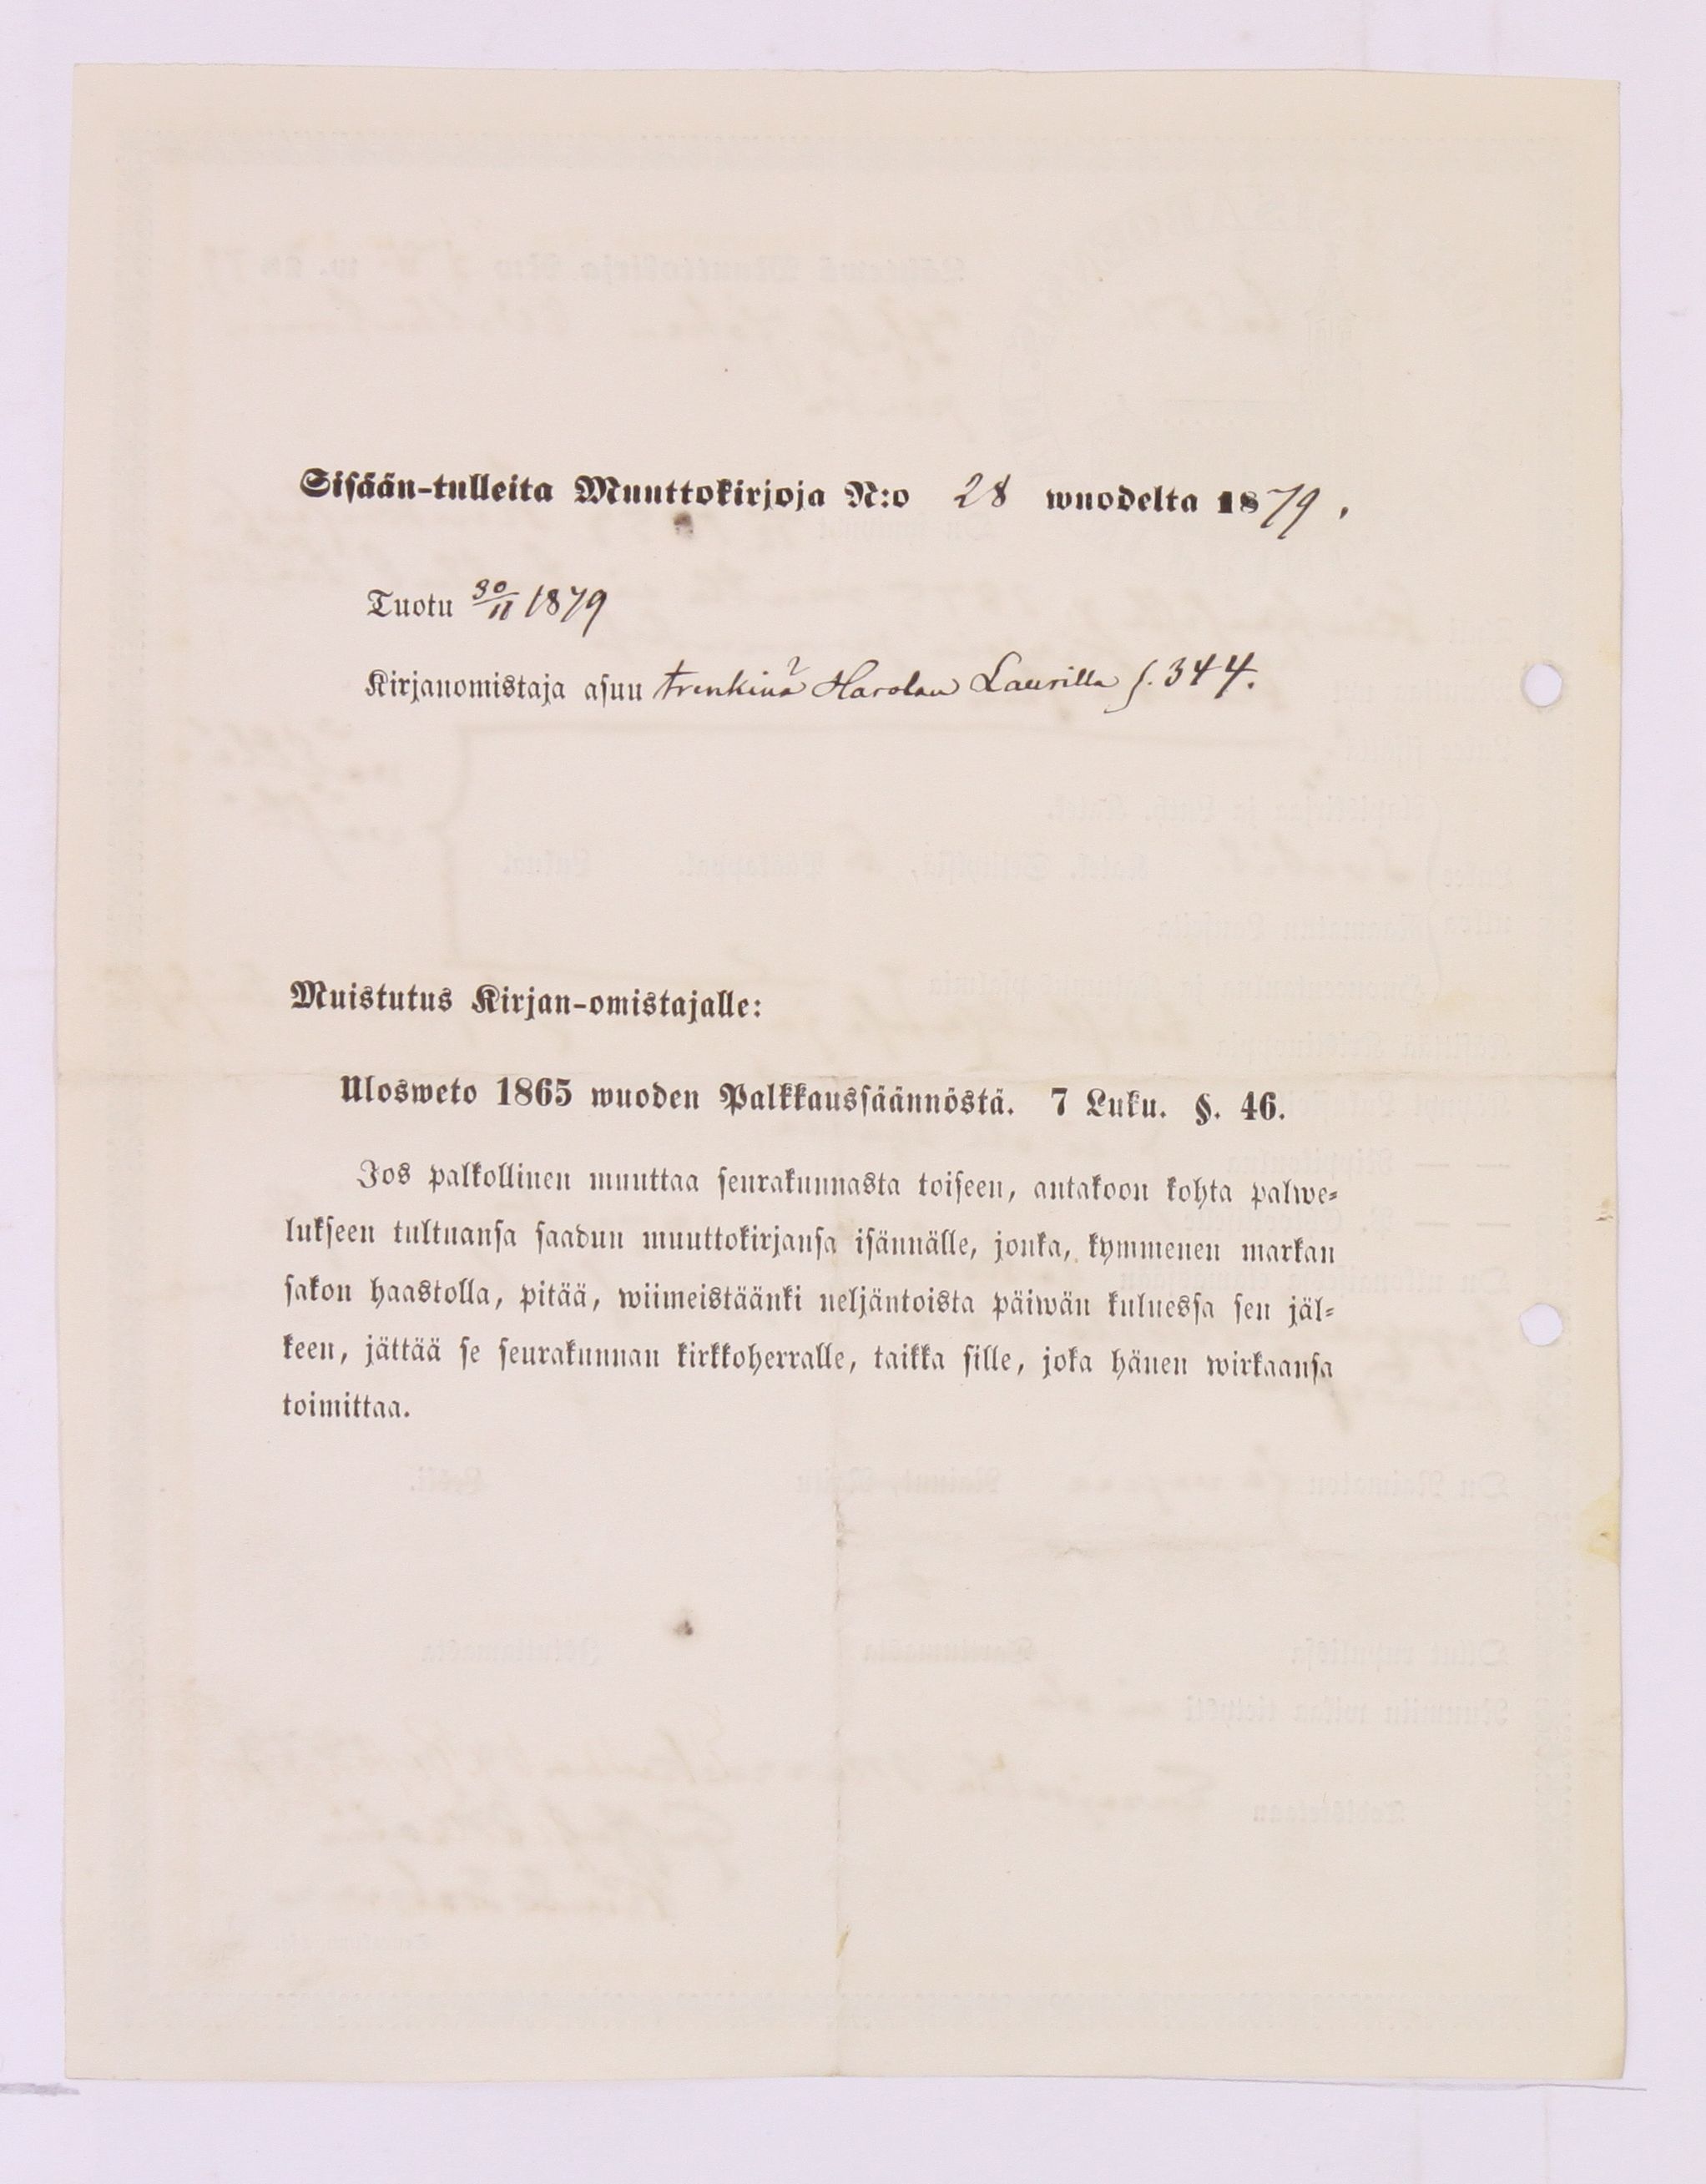 Sisään-tulleita Muuttokirjoja N:o 28 wuodelta 1879.
Tuotu 30/11 1879
Kirjanomistaja asuu trenkinä Harolan Laurilla s. 344.
Muistutus Kirjan-omistajalle:
Ulosweto 1865 wuoden Palkkaussäännöstä. 7 Luku. §. 46.
Jos palkollinen muuttaa seurakunnasta toiseen, antakoon kohta palwe-
lukseen tultuansa saadun muuttokirjansa isännälle, jonka, kymmenen markan
sakon haastolla, pitää, wiimeistäänki neljäntoista päiwän kuluessa sen jäl-
keen, jättää se seurakunnan kirkkoherralle, taikka sille, joka hänen wirkaansa
toimittaa.